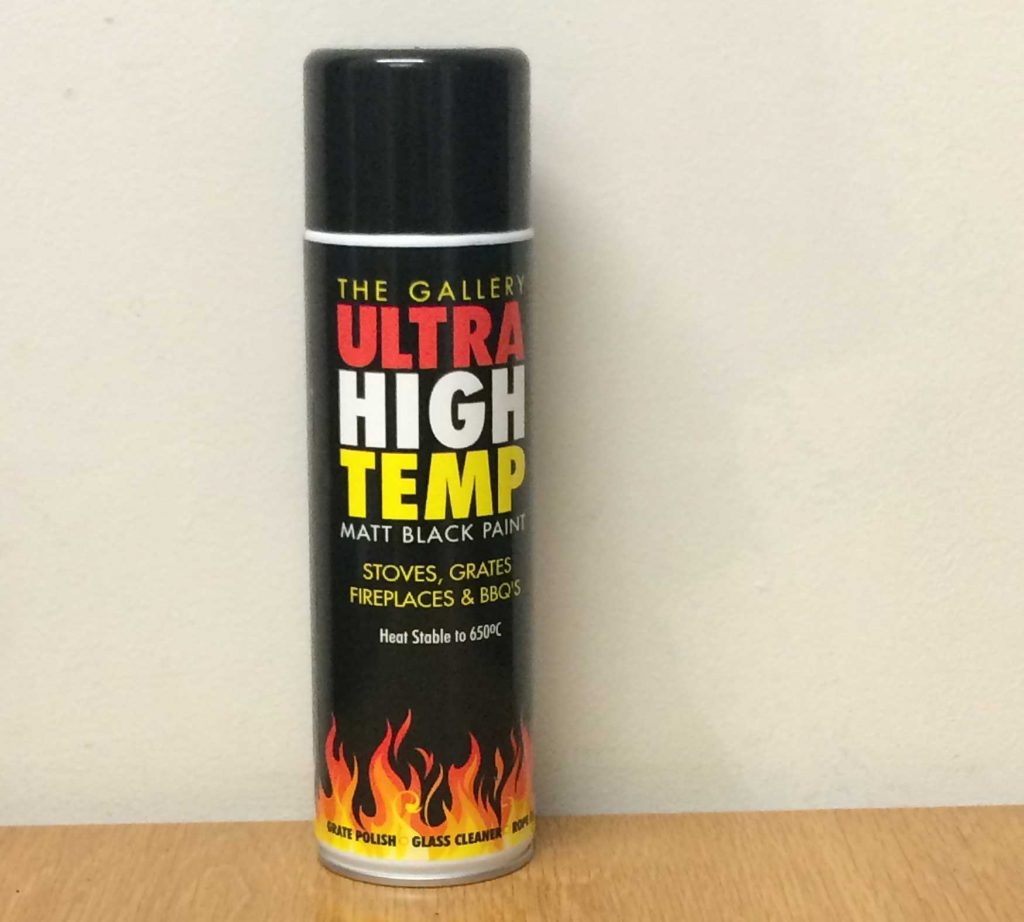 THE GALLERY
ULTRA
HIGH
TEMP
MATT BLACK PAINT
STOVES, GRATES
FIREPLACES & BBQ'S
Heat Stable to 650ºC
GRATE POLISH GLASS CLEANER ROPE